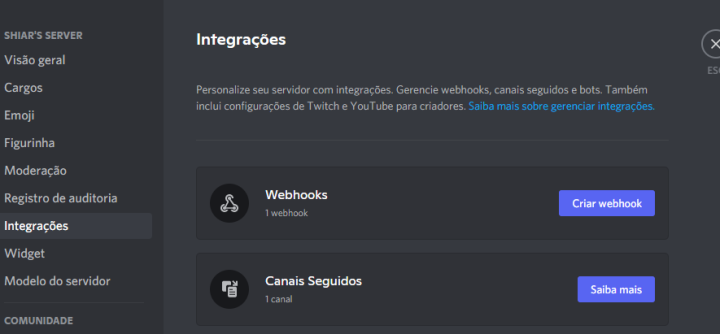 SHIAR'S SERVER
Visão geral
Cargos
Emoji
Figurinha
Moderação
Registro de auditoria
Integrações
Widget
Modelo do servidor
COMUNIDADE
Integrações
Personalize seu servidor com integrações. Gerencie webhooks, canais seguidos e bots. Também
inclui configurações de Twitch e YouTube para criadores. Saiba mais sobre gerenciar integrações.
Webhooks
1 webhook
Criar webhook
Canais Seguidos
1 canal
Saiba mais